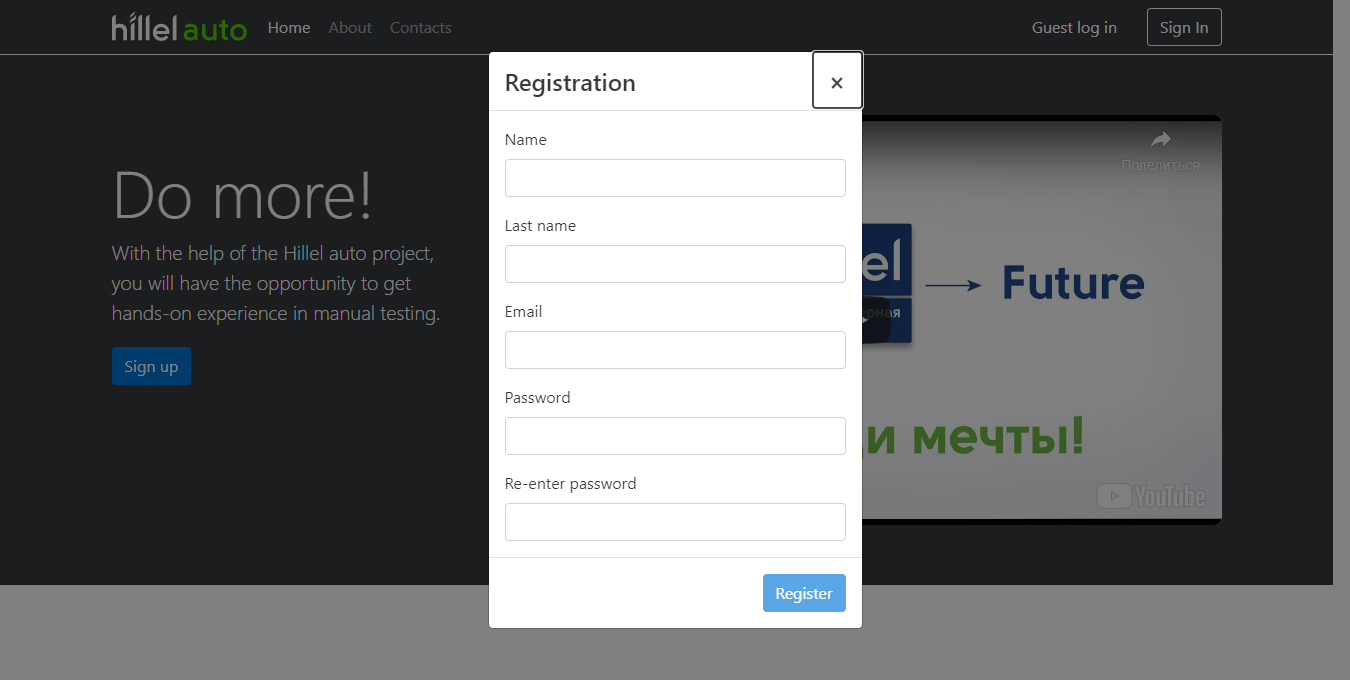 hillel auto Home About Contacts Guest log in Sign In
Registration ×
Name
Last name
Email
Password
Re-enter password
Register
Do more!
With the help of the Hillel auto project,
you will have the opportunity to get
hands-on experience in manual testing.
Sign up
Поделиться
el
Future
рная
и мечты!
YouTube